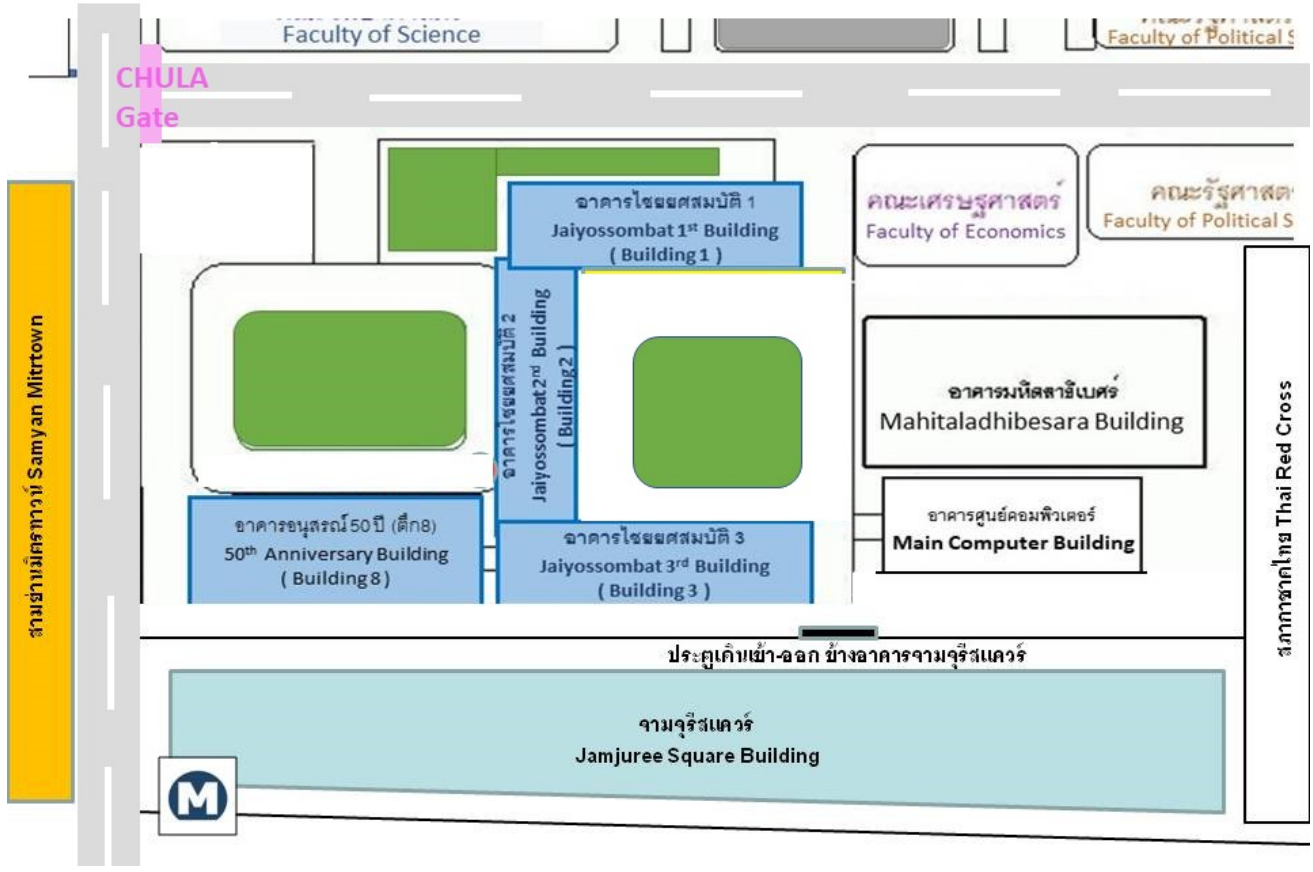 Faculty of Science
Faculty of Political S
CHULA
Gate
อาคารไชยยศสมบัติ 1
Jaiyossombat 1st Building
( Building 1 )
คณะเศรษฐศาสตร์
Faculty of Economics
คณะรัฐศาสต
Faculty of Political S
สามย่านมิตรทาวน์ Samyan Mitrtown
อาคารไชยยศสมบัติ 2
Jaiyossombat 2nd Building
( Building 2 )
อาคารมหิตลาธิเบศร์
Mahitaladhibesara Building
สภากาชาดไทย Thai Red Cross
อาคารอนุสรณ์ 50 ปี (ตึก8)
50th Anniversary Building
( Building 8 )
อาคารไชยยศสมบัติ 3
Jaiyossombat 3rd Building
( Building 3 )
อาคารศูนย์คอมพิวเตอร์
Main Computer Building
ประตูเดินเข้า-ออก ข้างอาคารจามจุรีสแควร์
จามจุรีสแควร์
Jamjuree Square Building
M